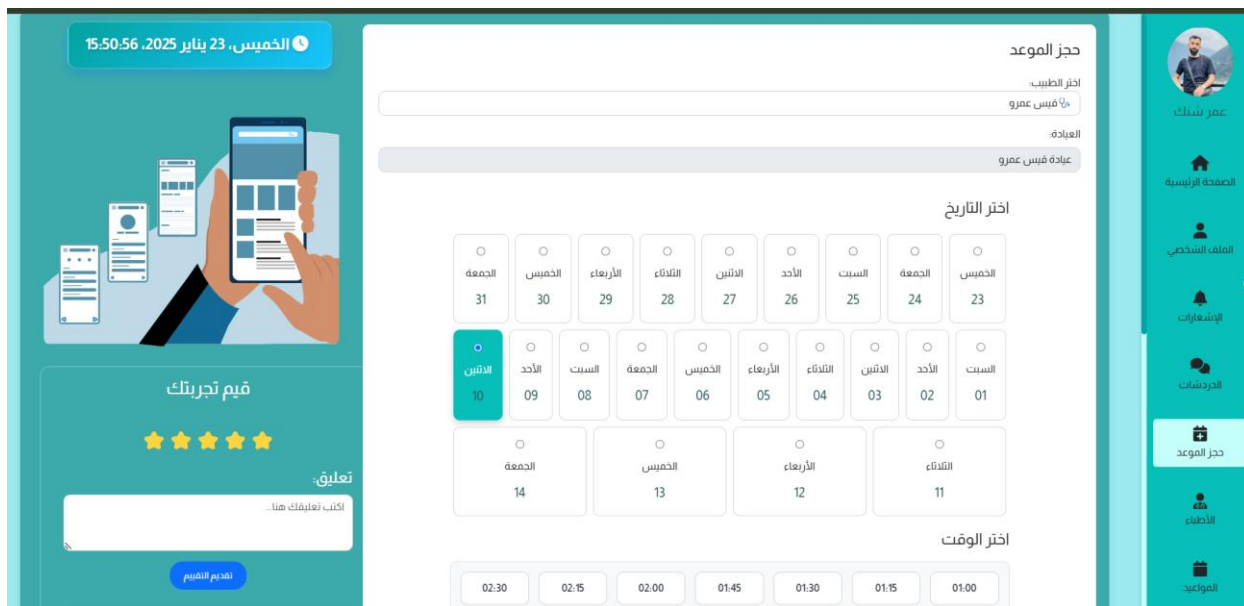 عمر شنك
الصفحة الرئيسية
الملف الشخصي
الإشعارات
الدردشات
حجز الموعد
الأطباء
المواعيد
حجز الموعد
اختر الطبيب:
قيس عمرو
العيادة:
عيادة قيس عمرو
اختر التاريخ
الخميس الجمعة السبت الأحد الاثنين الثلاثاء الأربعاء الخميس الجمعة
23 24 25 26 27 28 29 30 31
السبت الأحد الاثنين الثلاثاء الأربعاء الخميس الجمعة السبت الأحد الاثنين
01 02 03 04 05 06 07 08 09 10
الثلاثاء الأربعاء الخميس الجمعة
11 12 13 14
اختر الوقت
01:00 01:15 01:30 01:45 02:00 02:15 02:30
الخميس، 23 يناير 2025، 15:50:56
قيم تجربتك
تعليق:
اكتب تعليقك هنا...
تقديم التقييم